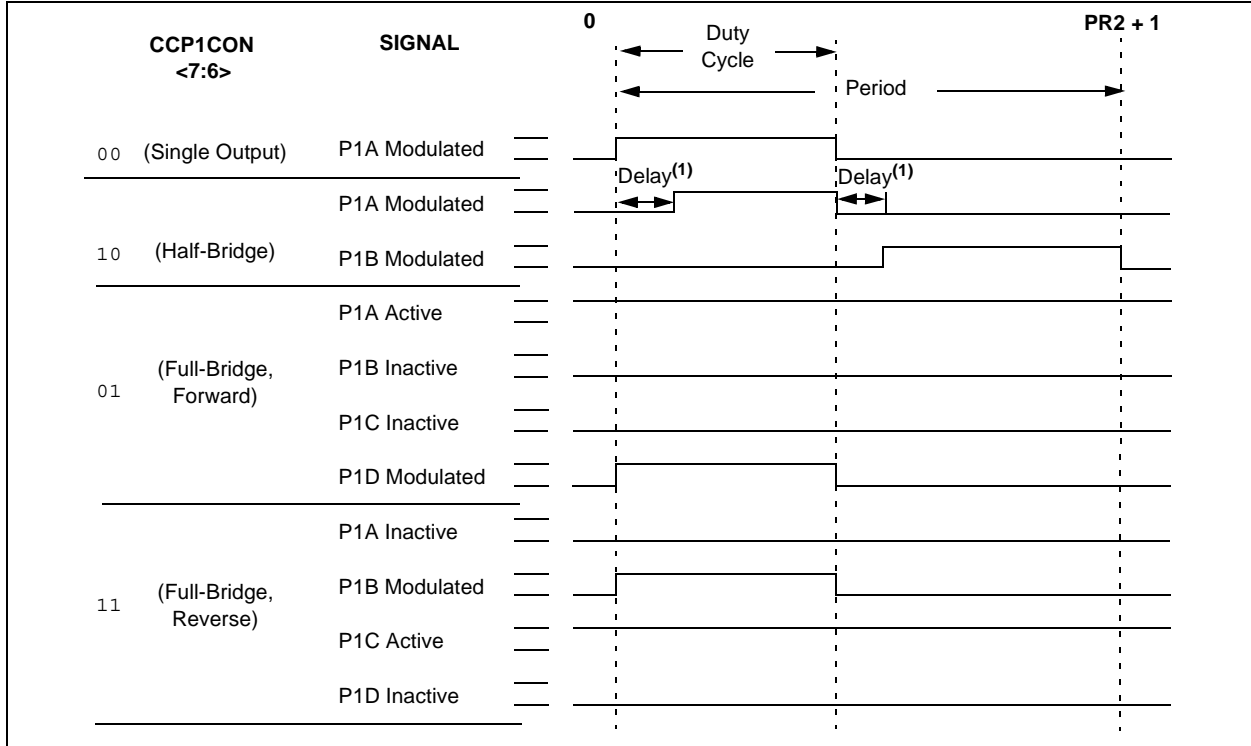 0
PR2 + 1
CCP1CON
<7:6>
SIGNAL
Duty
Cycle
Period
00
(Single Output)
P1A Modulated
Delay(1)
Delay(1)
P1A Modulated
10
(Half-Bridge)
P1B Modulated
P1A Active
01
(Full-Bridge,
Forward)
P1B Inactive
P1C Inactive
P1D Modulated
P1A Inactive
11
(Full-Bridge,
Reverse)
P1B Modulated
P1C Active
P1D Inactive